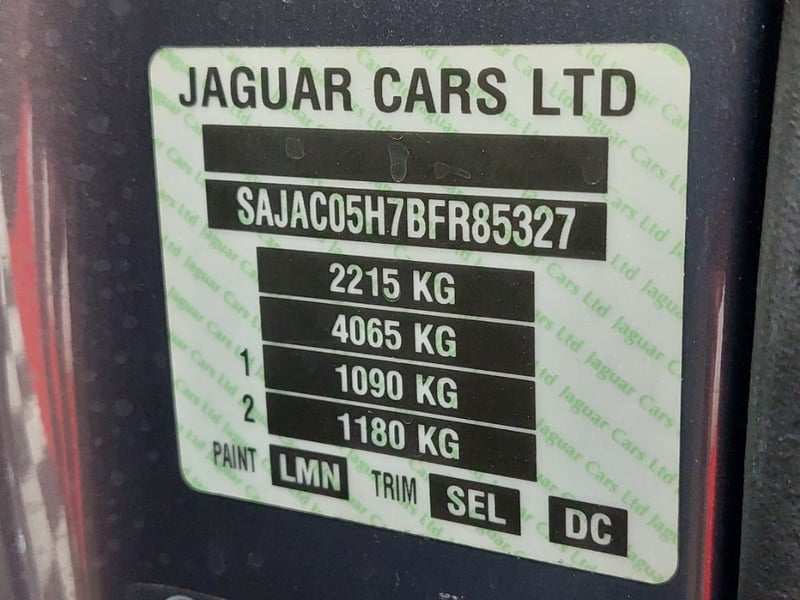 JAGUAR CARS LTD
SAJAC05H7BFR85327
2215 KG
4065 KG
1 1090 KG
2 1180 KG
PAINT LMN TRIM SEL DC